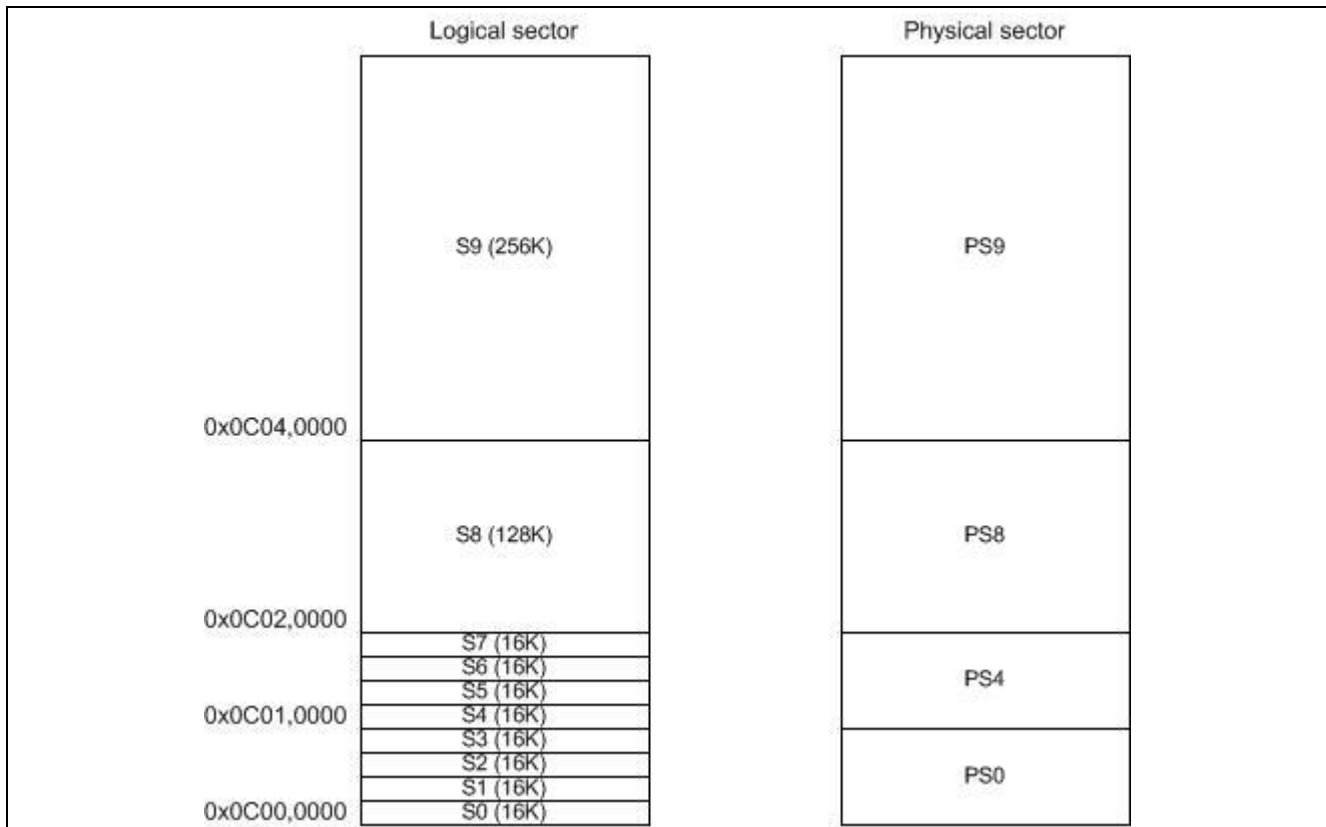 Logical sector
Physical sector
S9 (256K)
PS9
0x0C04,0000
S8 (128K)
PS8
0x0C02,0000
S7 (16K)
S6 (16K)
PS4
S5 (16K)
0x0C01,0000
S4 (16K)
S3 (16K)
S2 (16K)
PS0
S1 (16K)
0x0C00,0000
S0 (16K)